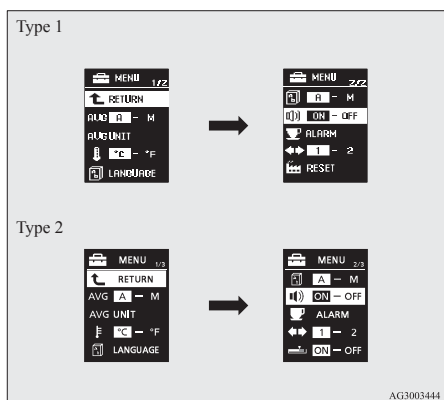 Type 1
MENU 1/2
RETURN
AVG A - M
AVG UNIT
°C - °F
LANGUAGE
MENU 2/2
A - M
ON - OFF
ALARM
1 - 2
RESET
Type 2
MENU 1/3
RETURN
AVG A - M
AVG UNIT
°C - °F
LANGUAGE
MENU 2/3
A - M
ON - OFF
ALARM
1 - 2
ON - OFF
AG3003444